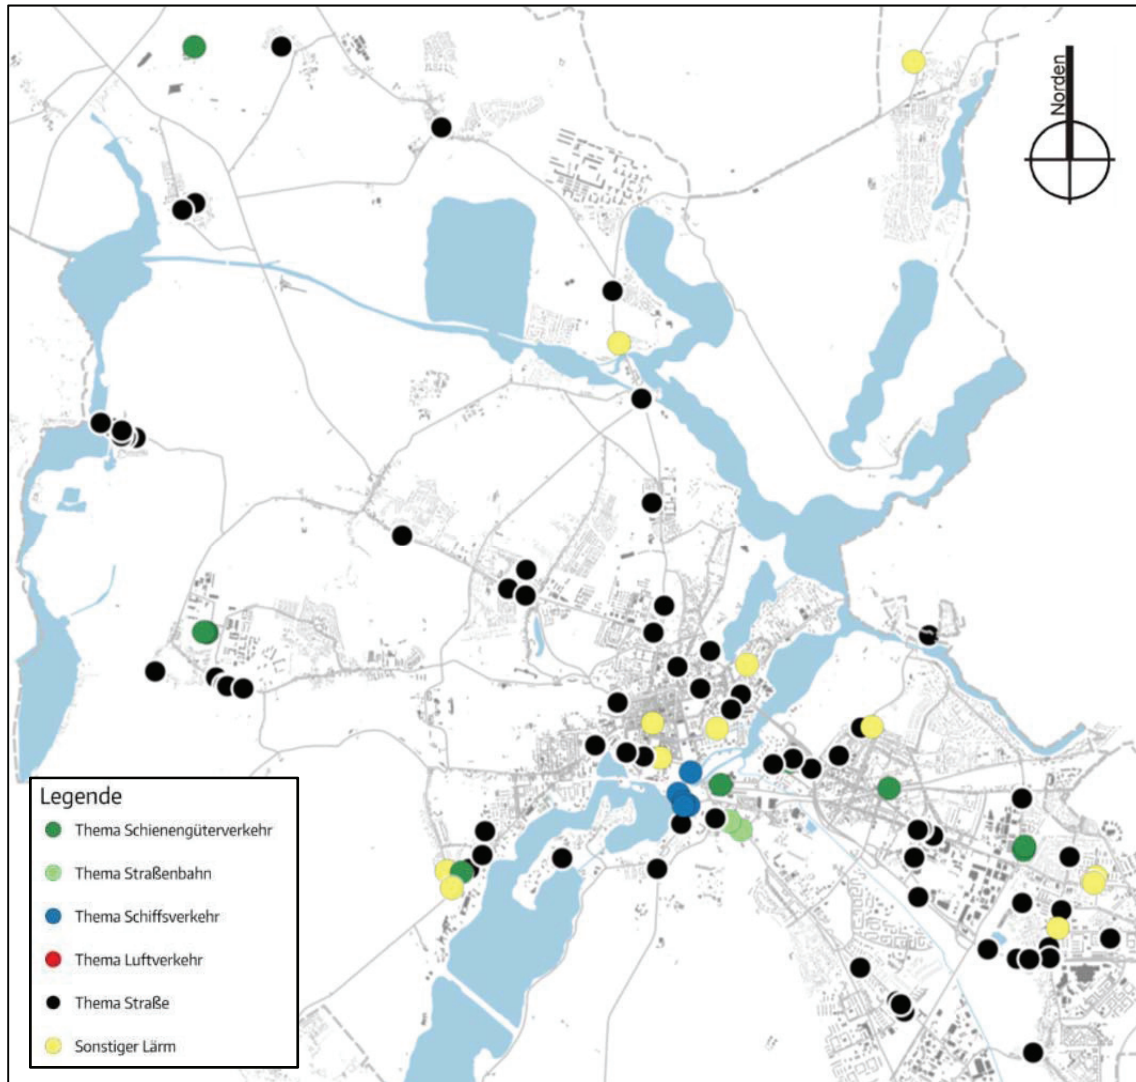 Norden
Legende
Thema Schienengüterverkehr
Thema Straßenbahn
Thema Schiffsverkehr
Thema Luftverkehr
Thema Straße
Sonstiger Lärm